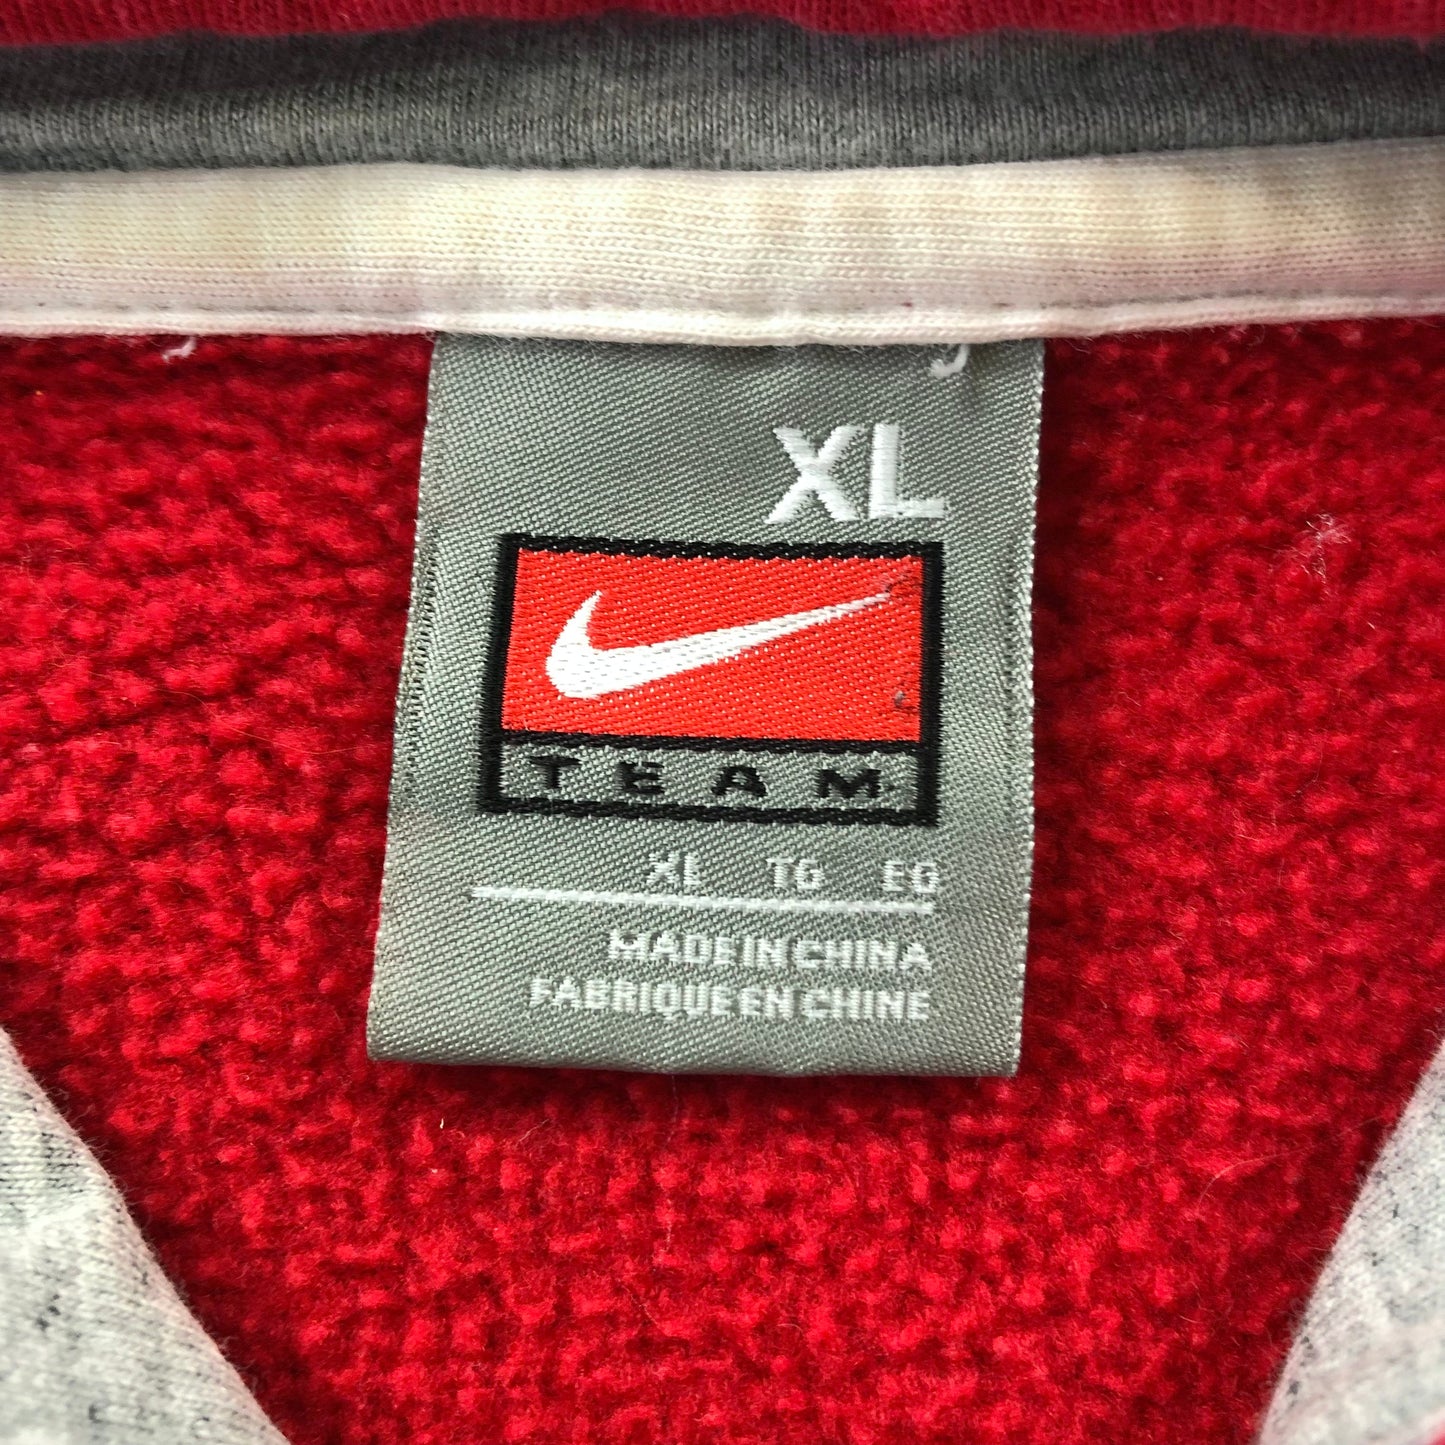 XL
TEAM
XL TG EG
MADE IN CHINA
FABRIQUE EN CHINE